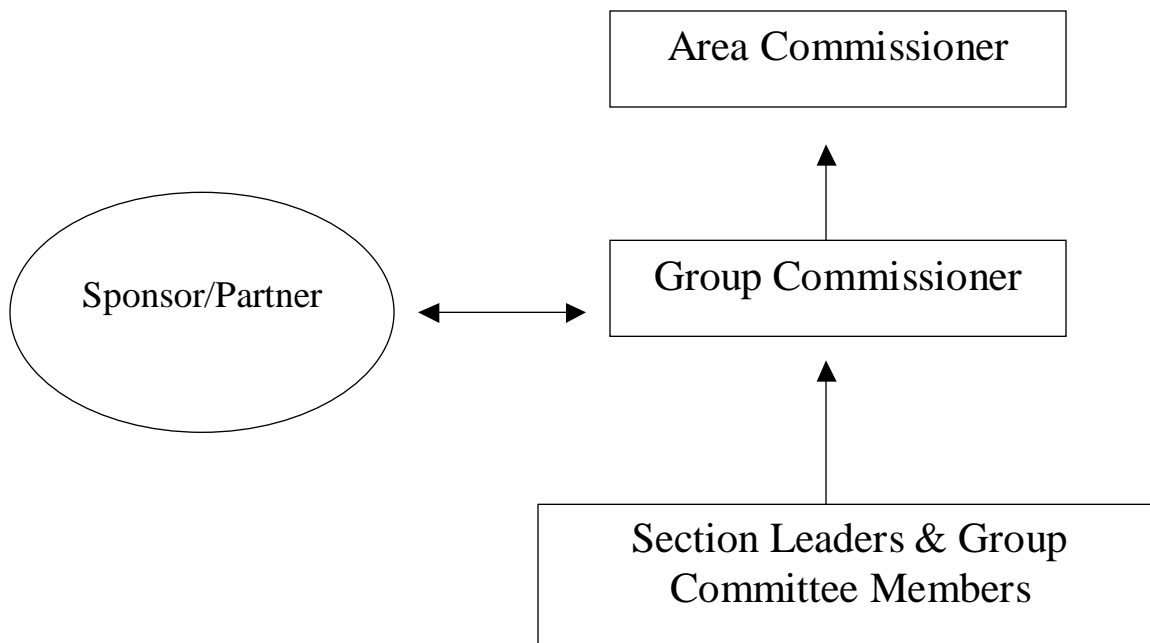 Area Commissioner
Group Commissioner
Sponsor/Partner
Section Leaders & Group
Committee Members